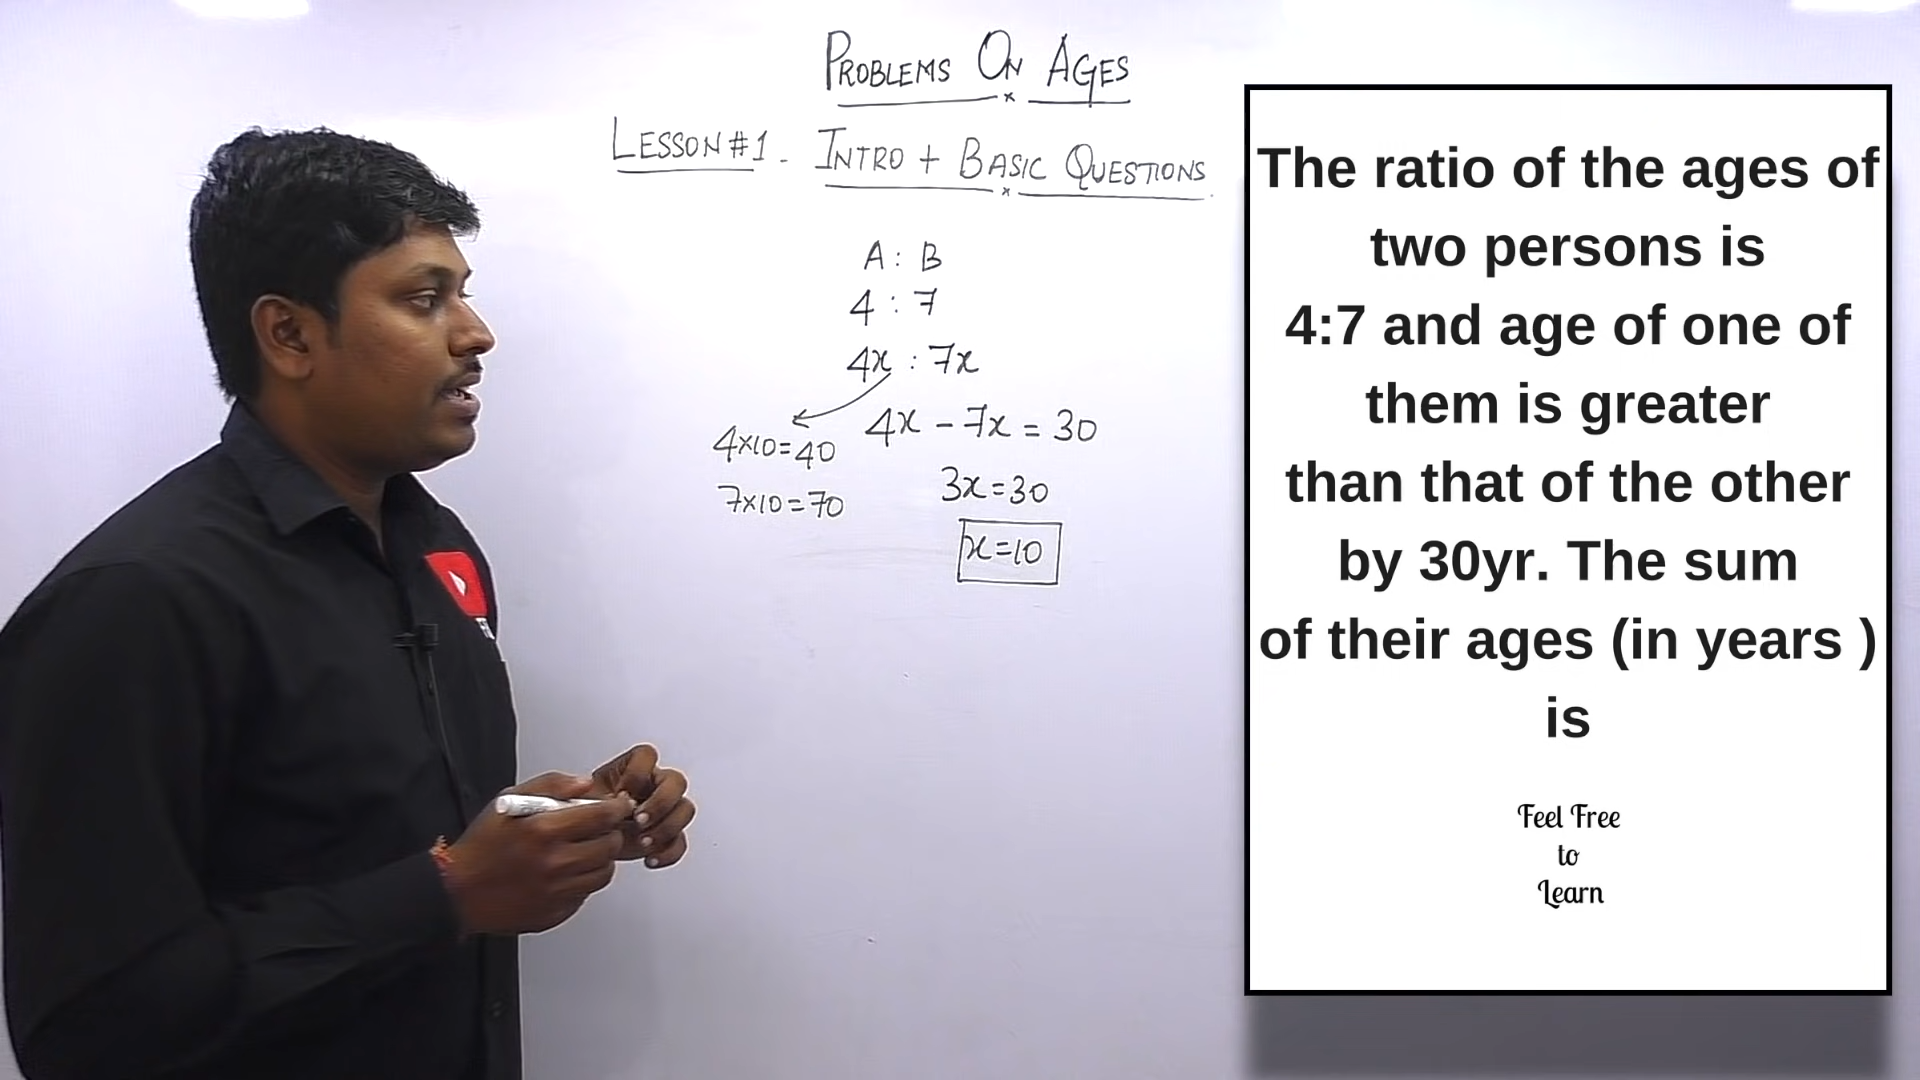 PROBLEMS ON AGES
LESSON #1 - INTRO + BASIC QUESTIONS
A : B
4 : 7
4x : 7x
4x - 7x = 30
4x10=40
3x=30
7x10=70
x=10
The ratio of the ages of
two persons is
4:7 and age of one of
them is greater
than that of the other
by 30yr. The sum
of their ages (in years )
is
Feel Free
to
Learn